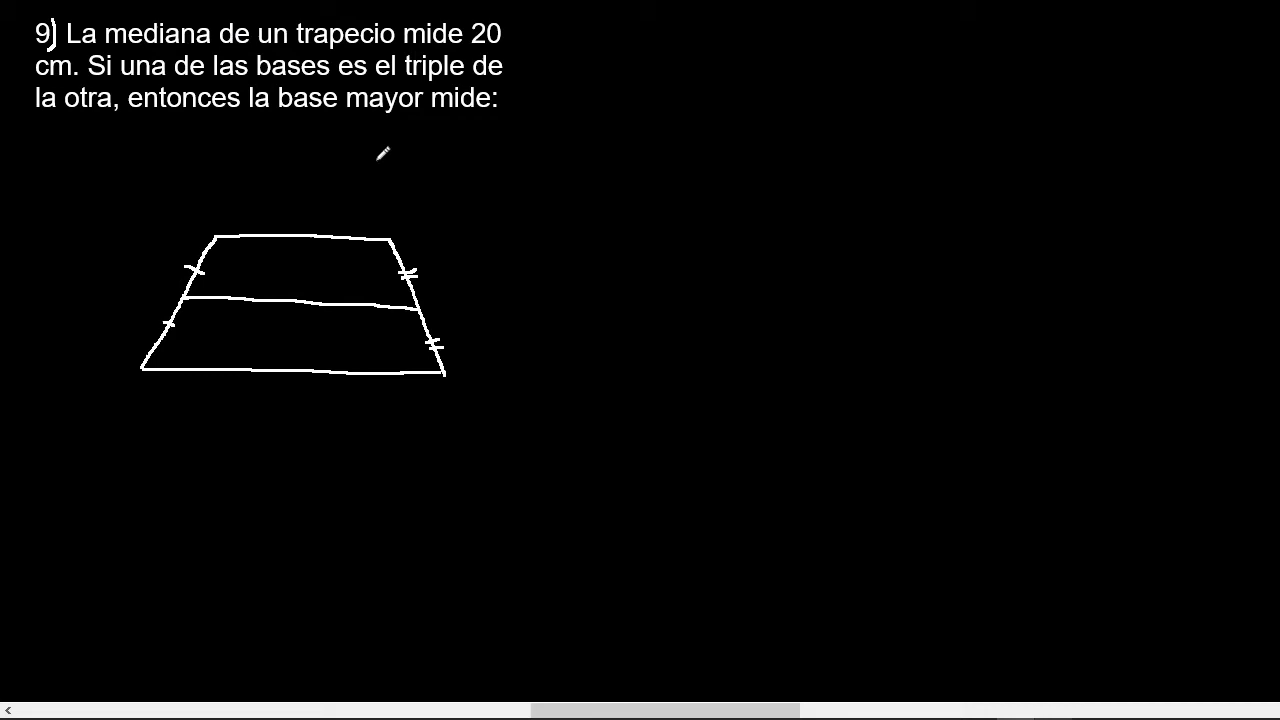 9) La mediana de un trapecio mide 20
cm. Si una de las bases es el triple de
la otra, entonces la base mayor mide: